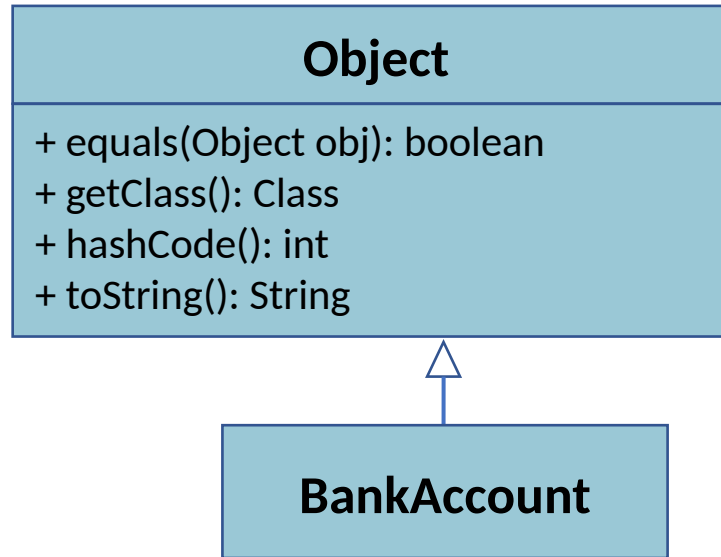 Object
+ equals(Object obj): boolean
+ getClass(): Class
+ hashCode(): int
+ toString(): String
BankAccount